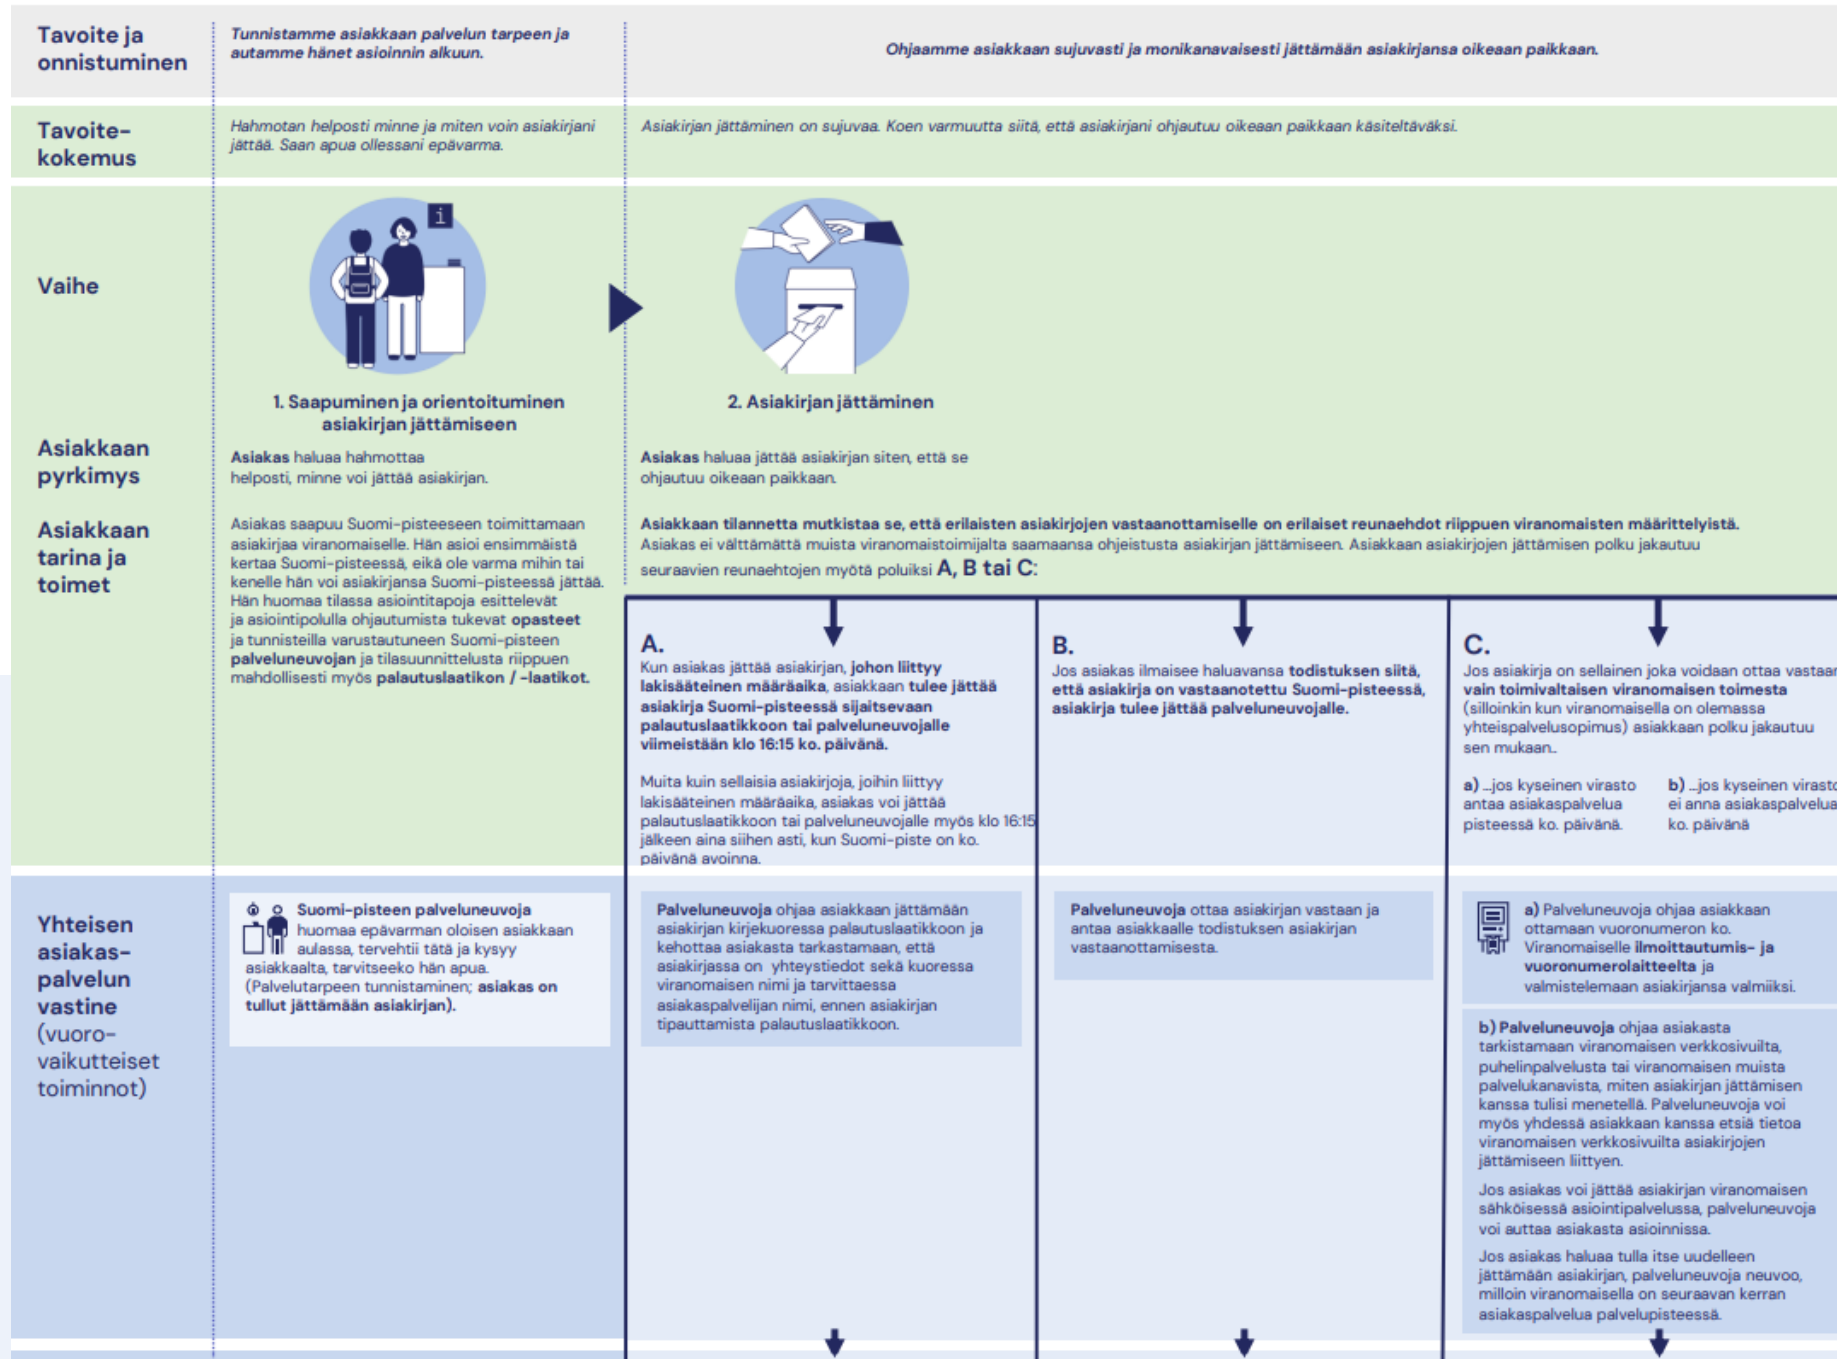 Tavoite ja
onnistuminen
Tunnistamme asiakkaan palvelun tarpeen ja
autamme hänet asioinnin alkuun.
Ohjaamme asiakkaan sujuvasti ja monikanavaisesti jättämään asiakirjansa oikeaan paikkaan.
Tavoite-
kokemus
Hahmotan helposti minne ja miten voin asiakirjani
jättää. Saan apua ollessani epävarma.
Asiakirjan jättäminen on sujuvaa. Koen varmuutta siitä, että asiakirjani ohjautuu oikeaan paikkaan käsiteltäväksi.
Vaihe
i
1. Saapuminen ja orientoituminen
asiakirjan jättämiseen
2. Asiakirjan jättäminen
Asiakkaan
pyrkimys
Asiakas haluaa hahmottaa
helposti, minne voi jättää asiakirjan.
Asiakas haluaa jättää asiakirjan siten, että se
ohjautuu oikeaan paikkaan.
Asiakkaan
tarina ja
toimet
Asiakas saapuu Suomi-pisteeseen toimittamaan
asiakirjaa viranomaiselle. Hän asioi ensimmäistä
kertaa Suomi-pisteessä, eikä ole varma mihin tai
kenelle hän voi asiakirjansa Suomi-pisteessä jättää.
Hän huomaa tilassa asiointitapoja esittelevät
ja asiointipolulla ohjautumista tukevat opasteet
ja tunnisteilla varustautuneen Suomi-pisteen
palveluneuvojan ja tilasuunnittelusta riippuen
mahdollisesti myös palautuslaatikon / -laatikot.
Asiakkaan tilannetta mutkistaa se, että erilaisten asiakirjojen vastaanottamiselle on erilaiset reunaehdot riippuen viranomaisten määrittelyistä.
Asiakas ei välttämättä muista viranomaistoimijalta saamaansa ohjeistusta asiakirjan jättämiseen. Asiakkaan asiakirjojen jättämisen polku jakautuu
seuraavien reunaehtojen myötä poluiksi A, B tai C:
A.
Kun asiakas jättää asiakirjan, johon liittyy
lakisääteinen määräaika, asiakkaan tulee jättää
asiakirja Suomi-pisteessä sijaitsevaan
palautuslaatikkoon tai palveluneuvojalle
viimeistään klo 16:15 ko. päivänä.
Muita kuin sellaisia asiakirjoja, joihin liittyy
lakisääteinen määräaika, asiakas voi jättää
palautuslaatikkoon tai palveluneuvojalle myös klo 16:15
jälkeen aina siihen asti, kun Suomi-piste on ko.
päivänä avoinna.
B.
Jos asiakas ilmaisee haluavansa todistuksen siitä,
että asiakirja on vastaanotettu Suomi-pisteessä,
asiakirja tulee jättää palveluneuvojalle.
C.
Jos asiakirja on sellainen joka voidaan ottaa vastaan
vain toimivaltaisen viranomaisen toimesta
(silloinkin kun viranomaisella on olemassa
yhteispalvelusopimus) asiakkaan polku jakautuu
sen mukaan..
a) ...jos kyseinen virasto
antaa asiakaspalvelua
pisteessä ko. päivänä.
b) ...jos kyseinen virasto
ei anna asiakaspalvelua
ko. päivänä
Yhteisen
asiakas-
palvelun
vastine
(vuoro-
vaikutteiset
toiminnot)
Suomi-pisteen palveluneuvoja
huomaa epävarman oloisen asiakkaan
aulassa, tervehtii tätä ja kysyy
asiakkaalta, tarvitseeko hän apua.
(Palvelutarpeen tunnistaminen; asiakas on
tullut jättämään asiakirjan).
Palveluneuvoja ohjaa asiakkaan jättämään
asiakirjan kirjekuoressa palautuslaatikkoon ja
kehottaa asiakasta tarkastamaan, että
asiakirjassa on yhteystiedot sekä kuoressa
viranomaisen nimi ja tarvittaessa
asiakaspalvelijan nimi, ennen asiakirjan
tipauttamista palautuslaatikkoon.
Palveluneuvoja ottaa asiakirjan vastaan ja
antaa asiakkaalle todistuksen asiakirjan
vastaanottamisesta.
a) Palveluneuvoja ohjaa asiakkaan
ottamaan vuoronumeron ko.
Viranomaiselle ilmoittautumis- ja
vuoronumerolaitteelta ja
valmistelemaan asiakirjansa valmiiksi.
b) Palveluneuvoja ohjaa asiakasta
tarkistamaan viranomaisen verkkosivuilta,
puhelinpalvelusta tai viranomaisen muista
palvelukanavista, miten asiakirjan jättämisen
kanssa tulisi menetellä. Palveluneuvoja voi
myös yhdessä asiakkaan kanssa etsiä tietoa
viranomaisen verkkosivuilta asiakirjojen
jättämiseen liittyen.
Jos asiakas voi jättää asiakirjan viranomaisen
sähköisessä asiointipalvelussa, palveluneuvoja
voi auttaa asiakasta asioinnissa.
Jos asiakas haluaa tulla itse uudelleen
jättämään asiakirjan, palveluneuvoja neuvoo,
milloin viranomaisella on seuraavan kerran
asiakaspalvelua palvelupisteessä.